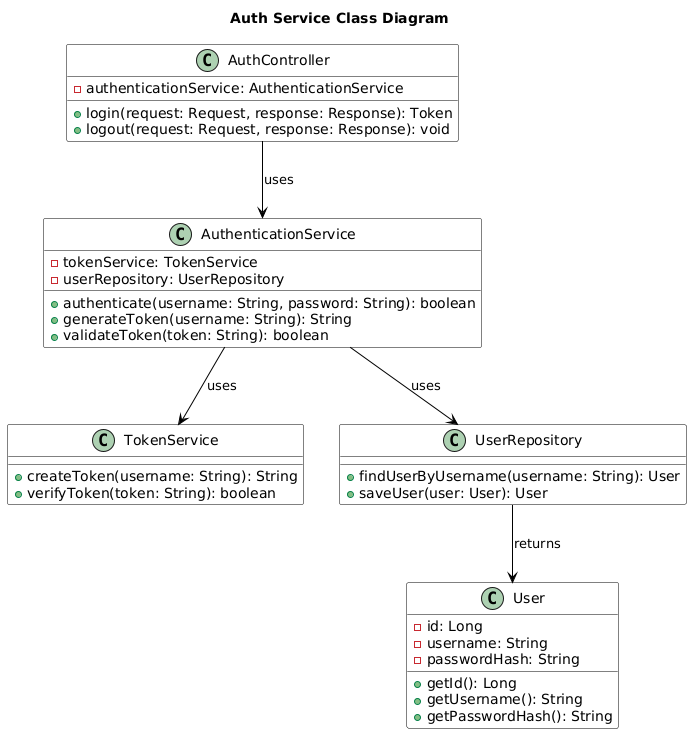 Auth Service Class Diagram
C AuthController
authenticationService: AuthenticationService
login(request: Request, response: Response): Token
logout(request: Request, response: Response): void
uses
C AuthenticationService
tokenService: TokenService
userRepository: UserRepository
authenticate(username: String, password: String): boolean
generateToken(username: String): String
validateToken(token: String): boolean
uses
uses
C TokenService
createToken(username: String): String
verifyToken(token: String): boolean
C UserRepository
findUserByUsername(username: String): User
saveUser(user: User): User
returns
C User
id: Long
username: String
passwordHash: String
getId(): Long
getUsername(): String
getPasswordHash(): String